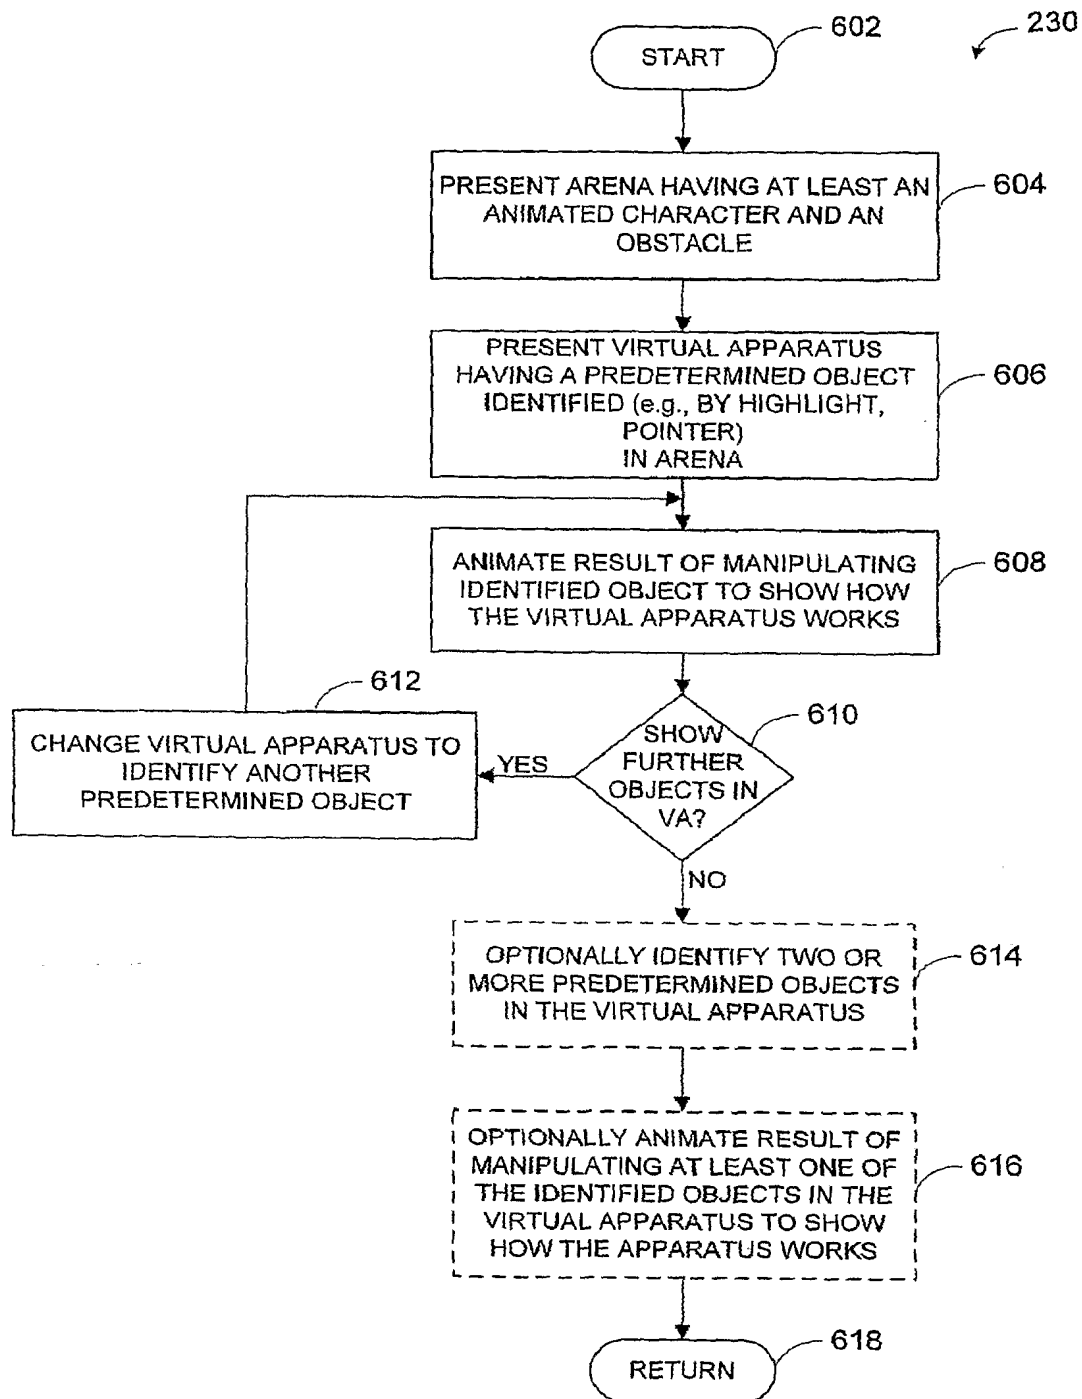 602
230
START
PRESENT ARENA HAVING AT LEAST AN
ANIMATED CHARACTER AND AN
OBSTACLE
604
PRESENT VIRTUAL APPARATUS
HAVING A PREDETERMINED OBJECT
IDENTIFIED (e.g., BY HIGHLIGHT,
POINTER)
IN ARENA
606
ANIMATE RESULT OF MANIPULATING
IDENTIFIED OBJECT TO SHOW HOW
THE VIRTUAL APPARATUS WORKS
608
612
CHANGE VIRTUAL APPARATUS TO
IDENTIFY ANOTHER
PREDETERMINED OBJECT
YES
610
SHOW
FURTHER
OBJECTS IN
VA?
NO
OPTIONALLY IDENTIFY TWO OR
MORE PREDETERMINED OBJECTS
IN THE VIRTUAL APPARATUS
614
OPTIONALLY ANIMATE RESULT OF
MANIPULATING AT LEAST ONE OF
THE IDENTIFIED OBJECTS IN THE
VIRTUAL APPARATUS TO SHOW
HOW THE APPARATUS WORKS
616
618
RETURN